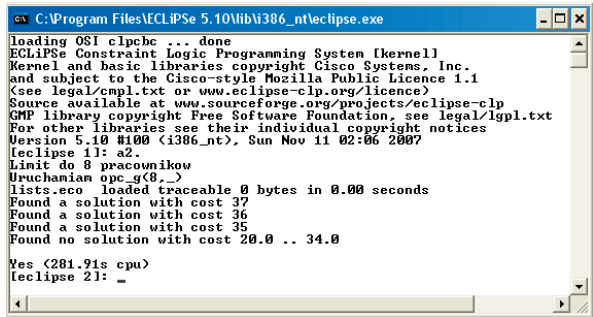 C:\Program Files\ECLiPSe 5.10\lib\i386_nt\eclipse.exe
loading OSI clpcbc ... done
ECLiPSe Constraint Logic Programming System [kernel]
Kernel and basic libraries copyright Cisco Systems, Inc.
and subject to the Cisco-style Mozilla Public Licence 1.1
(see legal/cmpl.txt or www.eclipse-clp.org/licence)
Source available at www.sourceforge.org/projects/eclipse-clp
GMP library copyright Free Software Foundation, see legal/lgpl.txt
For other libraries see their individual copyright notices
Version 5.10 #100 (i386_nt), Sun Nov 11 02:06 2007
[eclipse 1]: a2.
Limit do 8 pracownikow
Uruchamiam opc_g(8,_)
lists.eco  loaded traceable 0 bytes in 0.00 seconds
Found a solution with cost 37
Found a solution with cost 36
Found a solution with cost 35
Found no solution with cost 20.0 .. 34.0
Yes (281.91s cpu)
[eclipse 2]: _